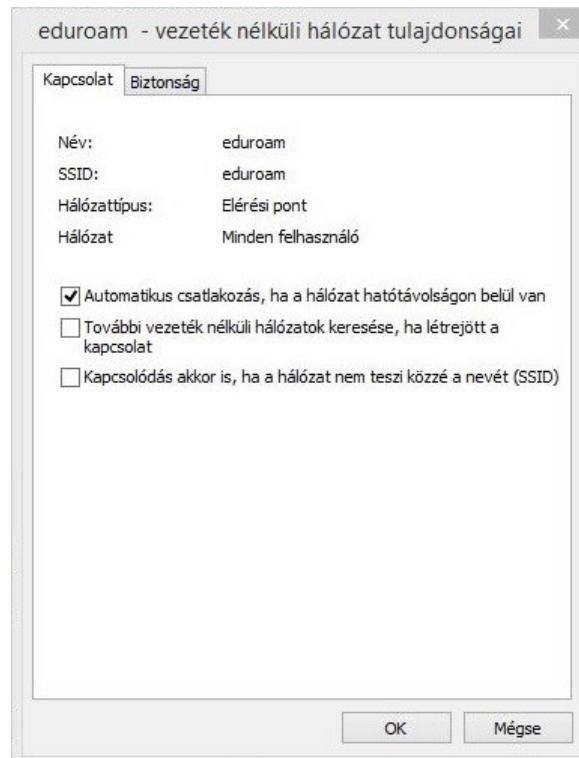 eduroam - vezeték nélküli hálózat tulajdonságai
Kapcsolat Biztonság
Név: eduroam
SSID: eduroam
Hálózattípus: Elérési pont
Hálózat Minden felhasználó
Automatikus csatlakozás, ha a hálózat hatótávolságon belül van
További vezeték nélküli hálózatok keresése, ha létrejött a
kapcsolat
Kapcsolódás akkor is, ha a hálózat nem teszi közzé a nevét (SSID)
OK Mégse